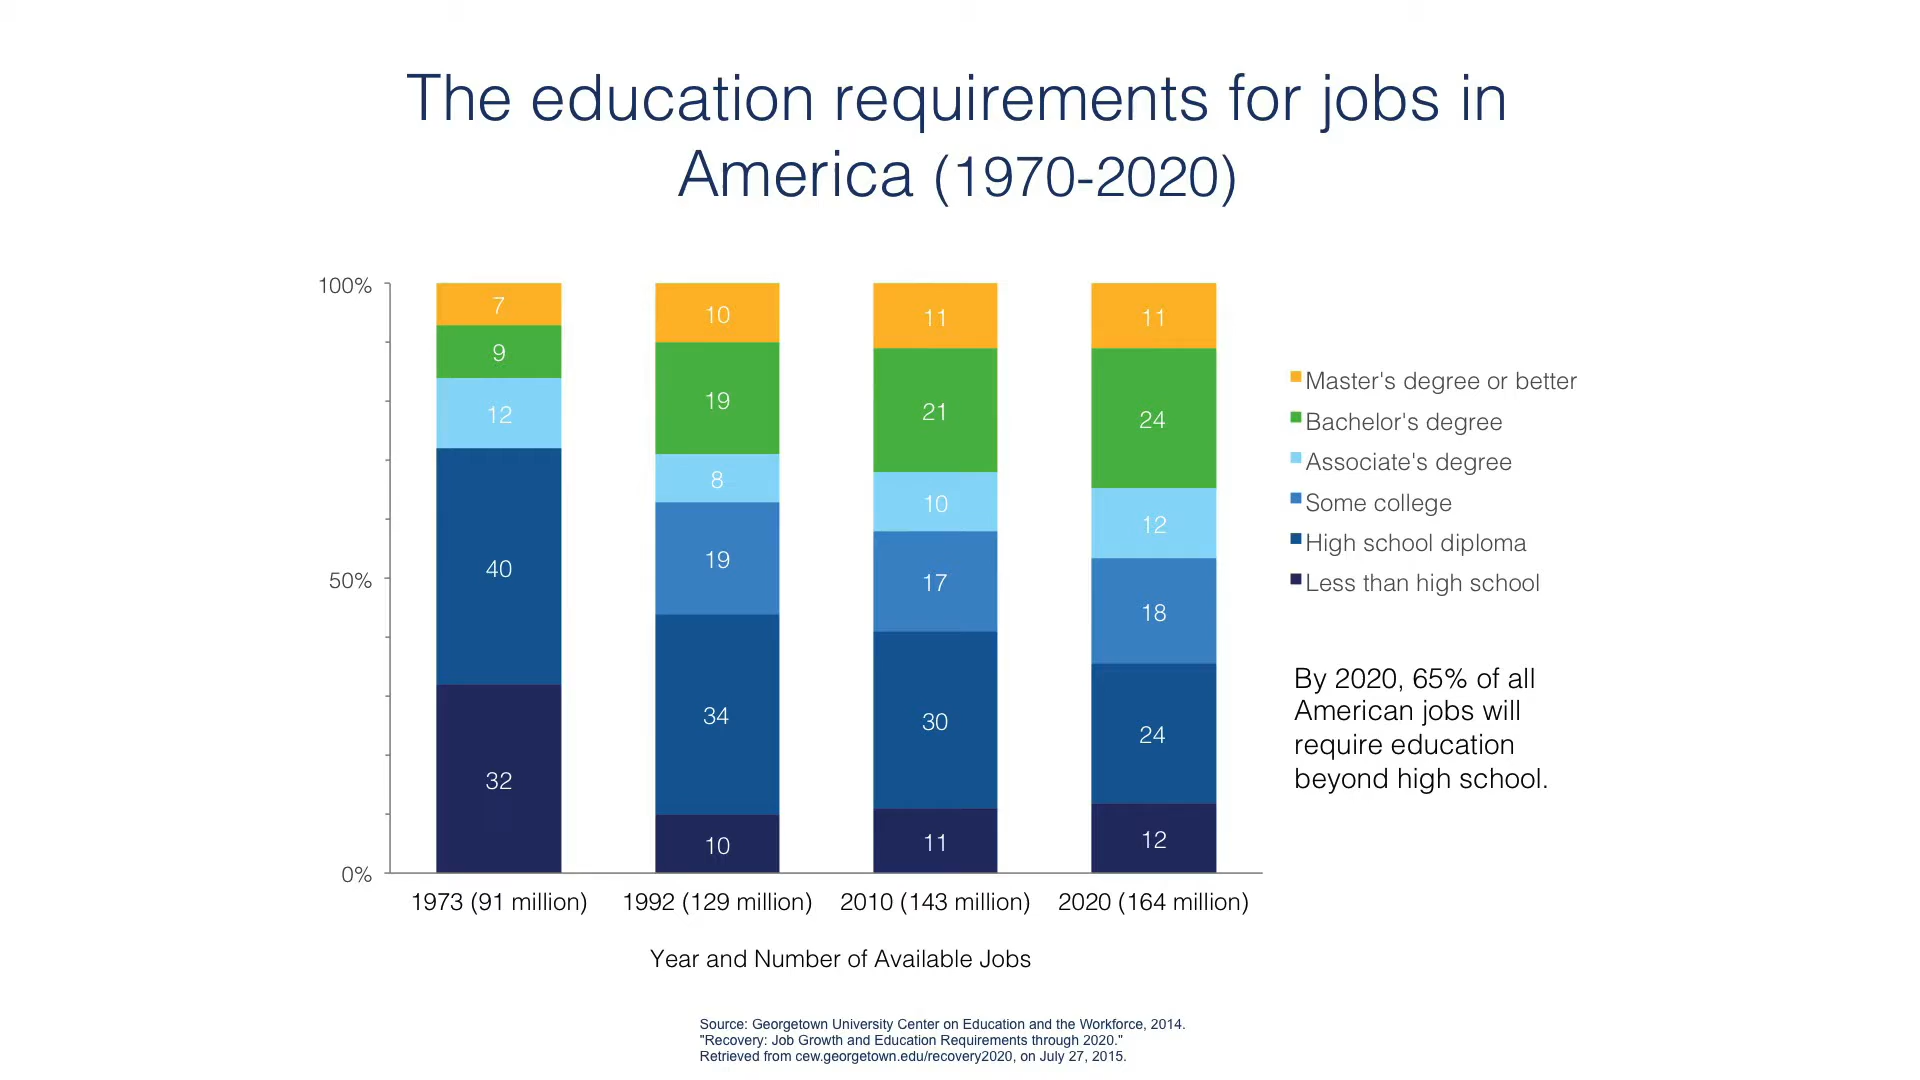 The education requirements for jobs in
America (1970-2020)
100%
50%
0%
7
9
12
40
32
10
19
8
19
34
10
11
21
10
17
30
11
11
24
12
18
24
12
1973 (91 million)
1992 (129 million)
2010 (143 million)
2020 (164 million)
Year and Number of Available Jobs
Master's degree or better
Bachelor's degree
Associate's degree
Some college
High school diploma
Less than high school
By 2020, 65% of all
American jobs will
require education
beyond high school.
Source: Georgetown University Center on Education and the Workforce, 2014.
"Recovery: Job Growth and Education Requirements through 2020."
Retrieved from cew.georgetown.edu/recovery2020, on July 27, 2015.